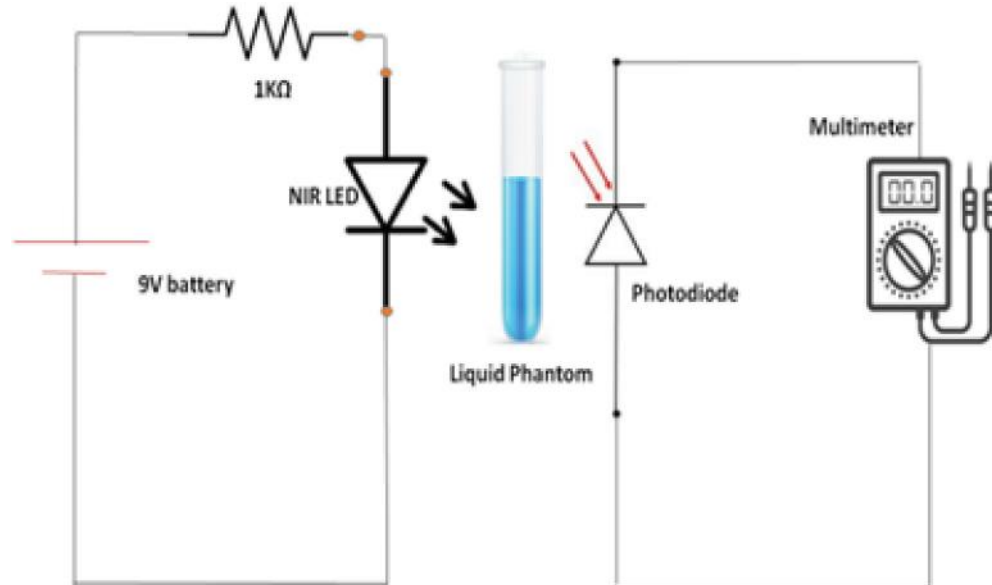 1KΩ
NIR LED
9V battery
Liquid Phantom
Photodiode
Multimeter
00.0